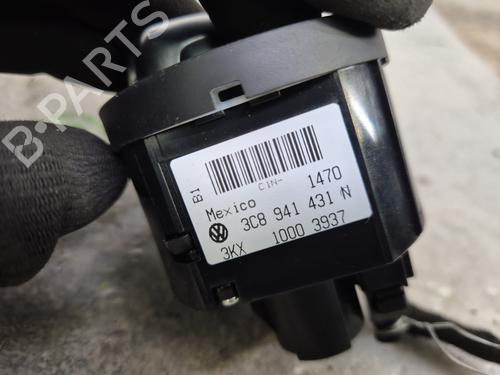 B-PARTS
B1
CIN- 1470
Mexico
3C8 941 431 N
3KX 1000 3937